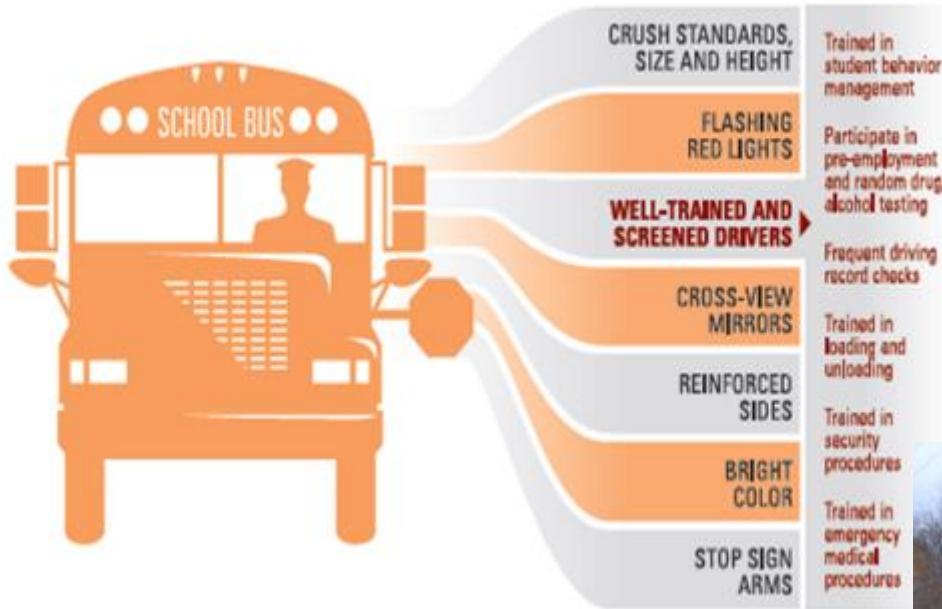 SCHOOL BUS
CRUSH STANDARDS,
SIZE AND HEIGHT
FLASHING
RED LIGHTS
WELL-TRAINED AND
SCREENED DRIVERS
CROSS-VIEW
MIRRORS
REINFORCED
SIDES
BRIGHT
COLOR
STOP SIGN
ARMS
Trained in
student behavior
management
Participate in
pre-employment
and random drug
alcohol testing
Frequent driving
record checks
Trained in
loading and
unloading
Trained in
security
procedures
Trained in
emergency
medical
procedures